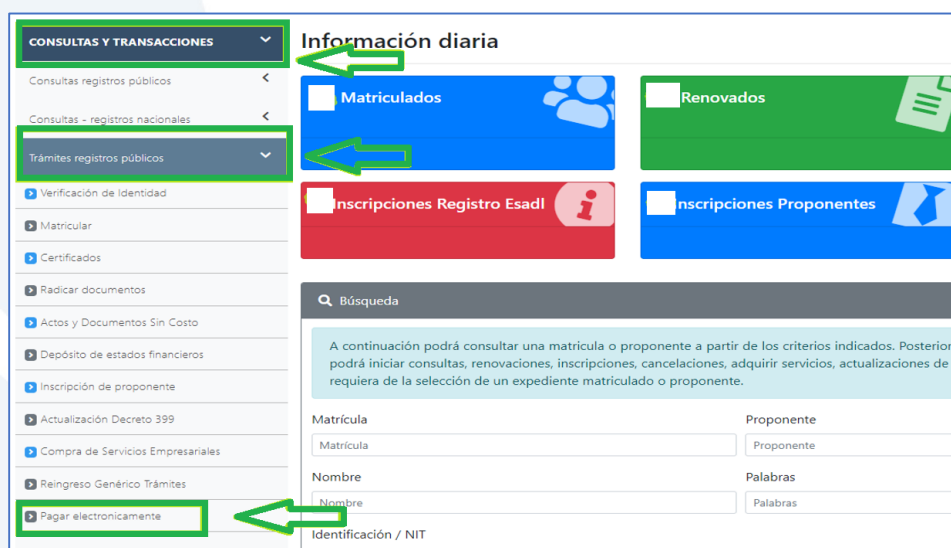 CONSULTAS Y TRANSACCIONES
Consultas registros públicos
Consultas - registros nacionales
Trámites registros públicos
Verificación de Identidad
Matricular
Certificados
Radicar documentos
Actos y Documentos Sin Costo
Depósito de estados financieros
Inscripción de proponente
Actualización Decreto 399
Compra de Servicios Empresariales
Reingreso Genérico Trámites
Pagar electronicamente
Información diaria
Matriculados
Renovados
Inscripciones Registro Esadl
Inscripciones Proponentes
Búsqueda
A continuación podrá consultar una matricula o proponente a partir de los criterios indicados. Posterior
podrá iniciar consultas, renovaciones, inscripciones, cancelaciones, adquirir servicios, actualizaciones de
requiera de la selección de un expediente matriculado o proponente.
Matrícula
Proponente
Matrícula
Proponente
Nombre
Palabras
Nombre
Palabras
Identificación / NIT